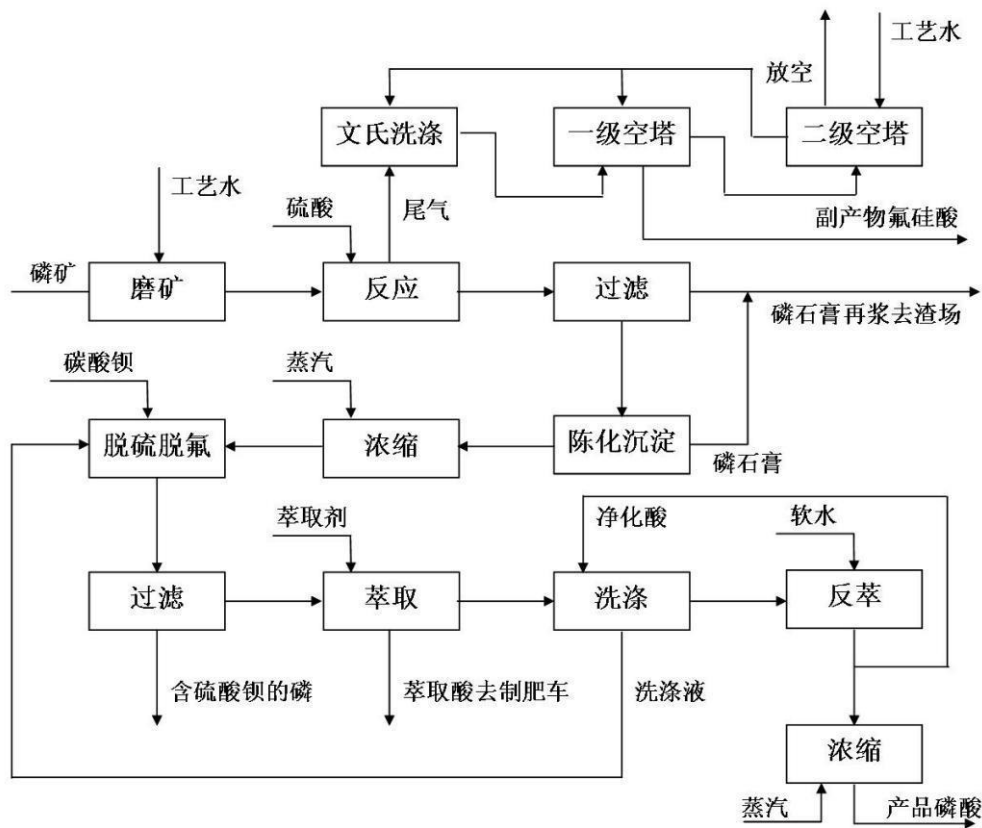 工艺水
放空
文氏洗涤
一级空塔
二级空塔
工艺水
硫酸
尾气
副产物氟硅酸
磷矿
磨矿
反应
过滤
磷石膏再浆去渣场
碳酸钡
蒸汽
脱硫脱氟
浓缩
陈化沉淀
磷石膏
萃取剂
净化酸
软水
过滤
萃取
洗涤
反萃
含硫酸钡的磷
萃取酸去制肥车
洗涤液
浓缩
蒸汽
产品磷酸